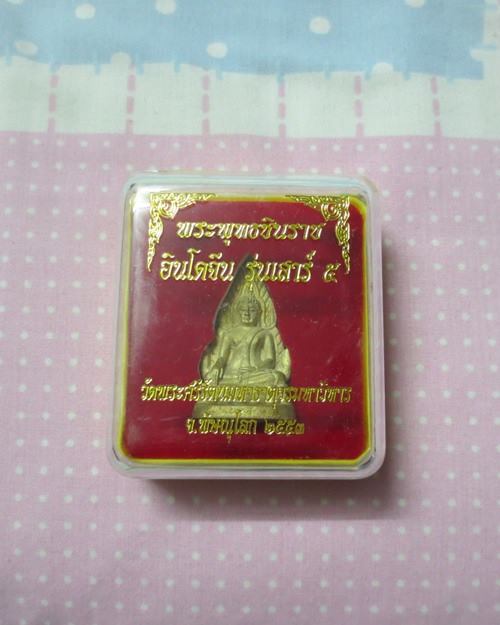 พระพุทธชินราช
อินโดจีน รุ่นเสาร์ ๕
วัดพระศรีรัตนมหาธาตุวรมหาวิหาร
จ.พิษณุโลก ๒๕๕๓